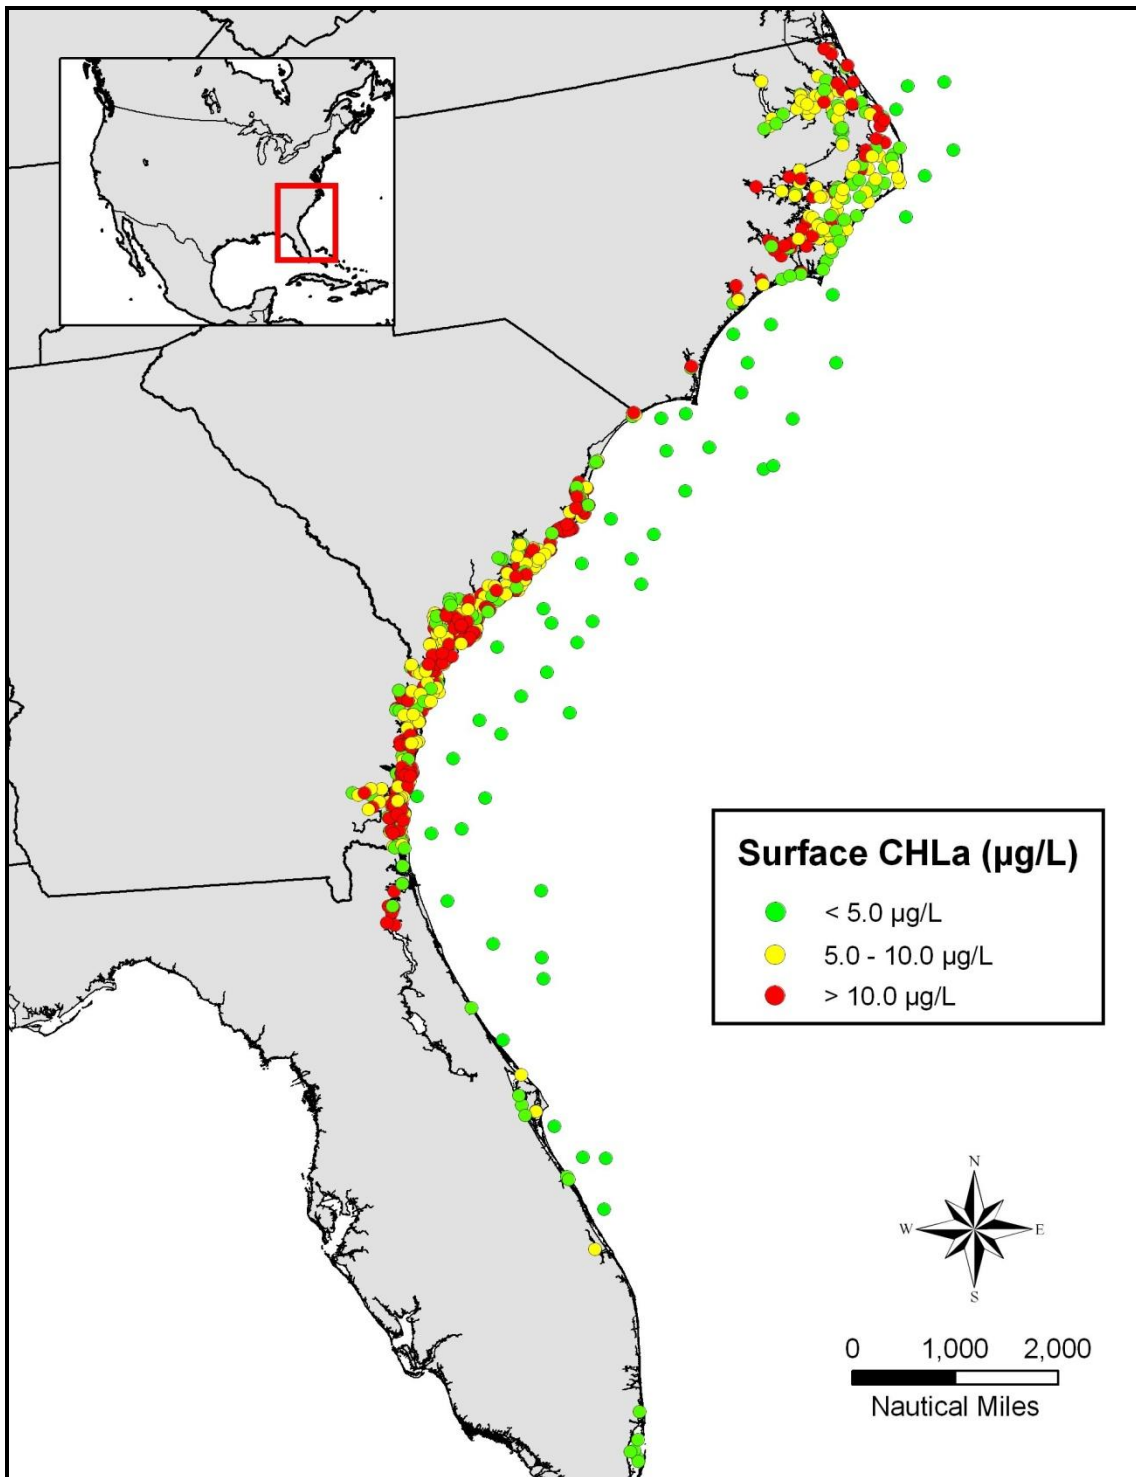 Surface CHLa (µg/L)
< 5.0 µg/L
5.0 - 10.0 µg/L
> 10.0 µg/L
N
W E
S
0 1,000 2,000
Nautical Miles